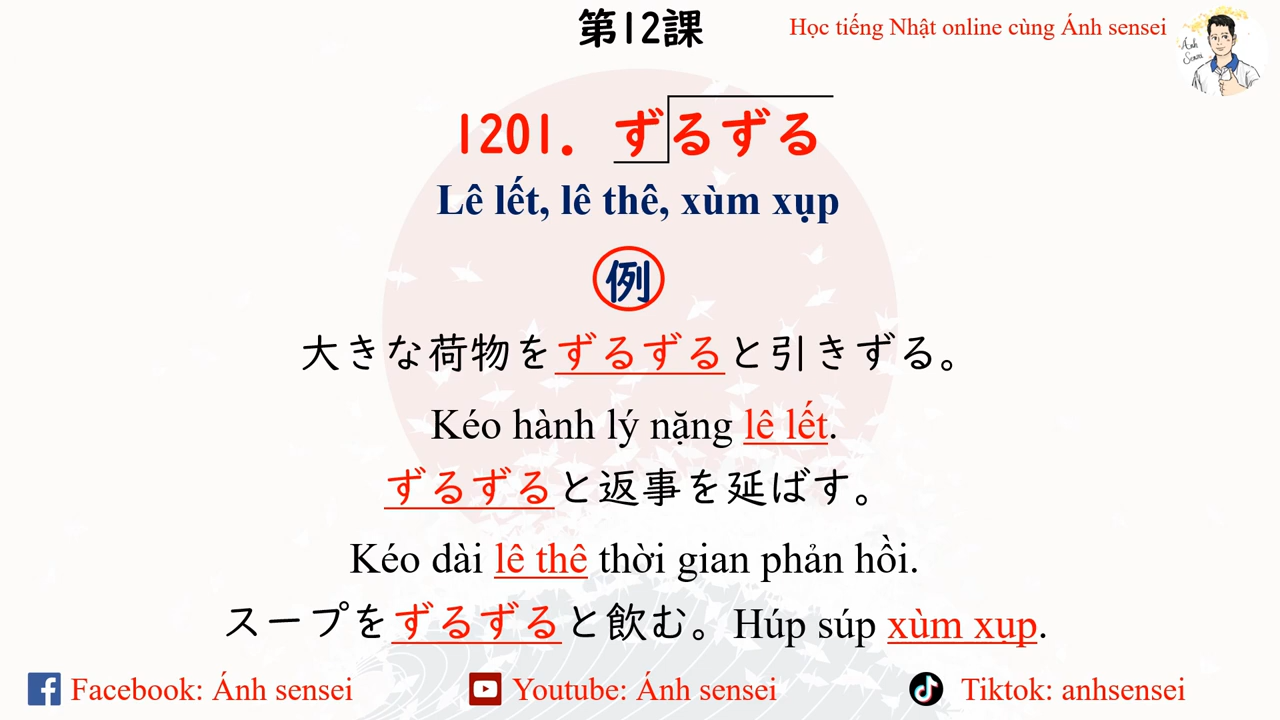 第12課
Học tiếng Nhật online cùng Ánh sensei
Ánh Sensei
1201. ずるずる
Lê lết, lê thê, xùm xụp
例
大きな荷物をずるずると引きずる。
Kéo hành lý nặng lê lết.
ずるずると返事を延ばす。
Kéo dài lê thê thời gian phản hồi.
スープをずるずると飲む。Húp súp xùm xụp.
Facebook: Ánh sensei
Youtube: Ánh sensei
Tiktok: anhsensei